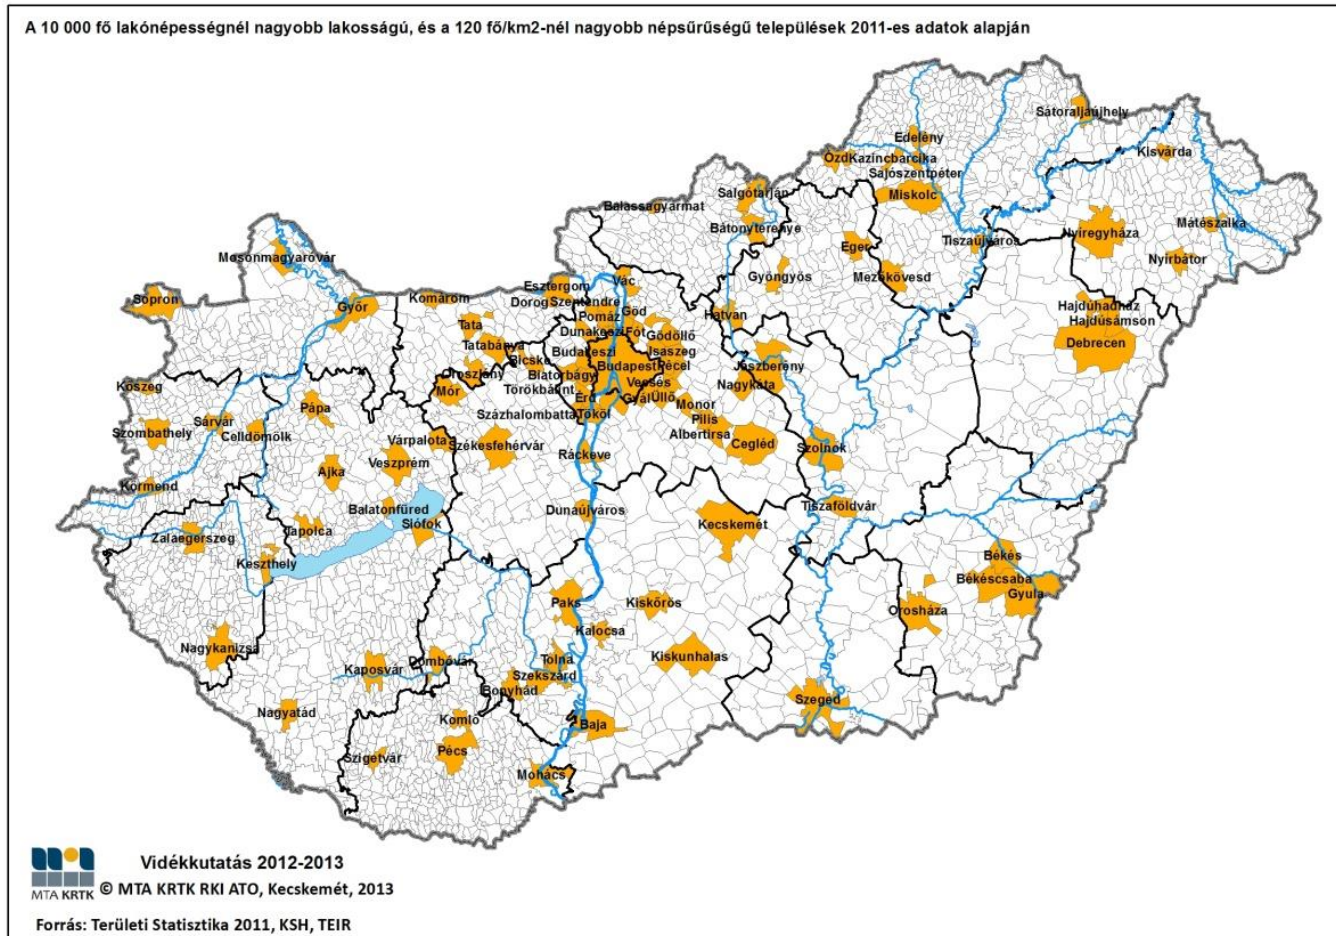 A 10 000 fő lakónépességnél nagyobb lakosságú, és a 120 fő/km2-nél nagyobb népsűrűségű települések 2011-es adatok alapján
Sátoraljaújhely
Edelény
Kisvárda
Ózd
Kazincbarcika
Sajószentpéter
Salgótarján
Miskolc
Balassagyarmat
Mátészalka
Bátonyterenye
Nyíregyháza
Tiszaújváros
Eger
Mosonmagyaróvár
Nyírbátor
Gyöngyös
Mezőkövesd
Vác
Esztergom
Sopron
Komárom
Dorog
Szentendre
Győr
Hajdúhadház
Pomáz
Göd
Hatvan
Hajdúsámson
Tata
Dunakeszi
Fót
Gödöllő
Debrecen
Tatabánya
Budakeszi
Isaszeg
Bicske
Budapest
Pécel
Jászberény
Oroszlány
Biatorbágy
Kőszeg
Törökbálint
Vecsés
Nagykáta
Mór
Érd
Gyál
Üllő
Pápa
Százhalombatta
Tököl
Monor
Sárvár
Pilis
Szombathely
Celldömölk
Albertirsa
Várpalota
Székesfehérvár
Cegléd
Szolnok
Ráckeve
Veszprém
Ajka
Körmend
Balatonfüred
Dunaújváros
Tiszaföldvár
Siófok
Kecskemét
Tapolca
Zalaegerszeg
Békés
Keszthely
Békéscsaba
Gyula
Paks
Kiskőrös
Orosháza
Kalocsa
Nagykanizsa
Kiskunhalas
Tolna
Dombóvár
Kaposvár
Szekszárd
Bonyhád
Szeged
Nagyatád
Komló
Baja
Pécs
Szigetvár
Mohács
Vidékkutatás 2012-2013
MTA KRTK
© MTA KRTK RKI ATO, Kecskemét, 2013
Forrás: Területi Statisztika 2011, KSH, TEIR